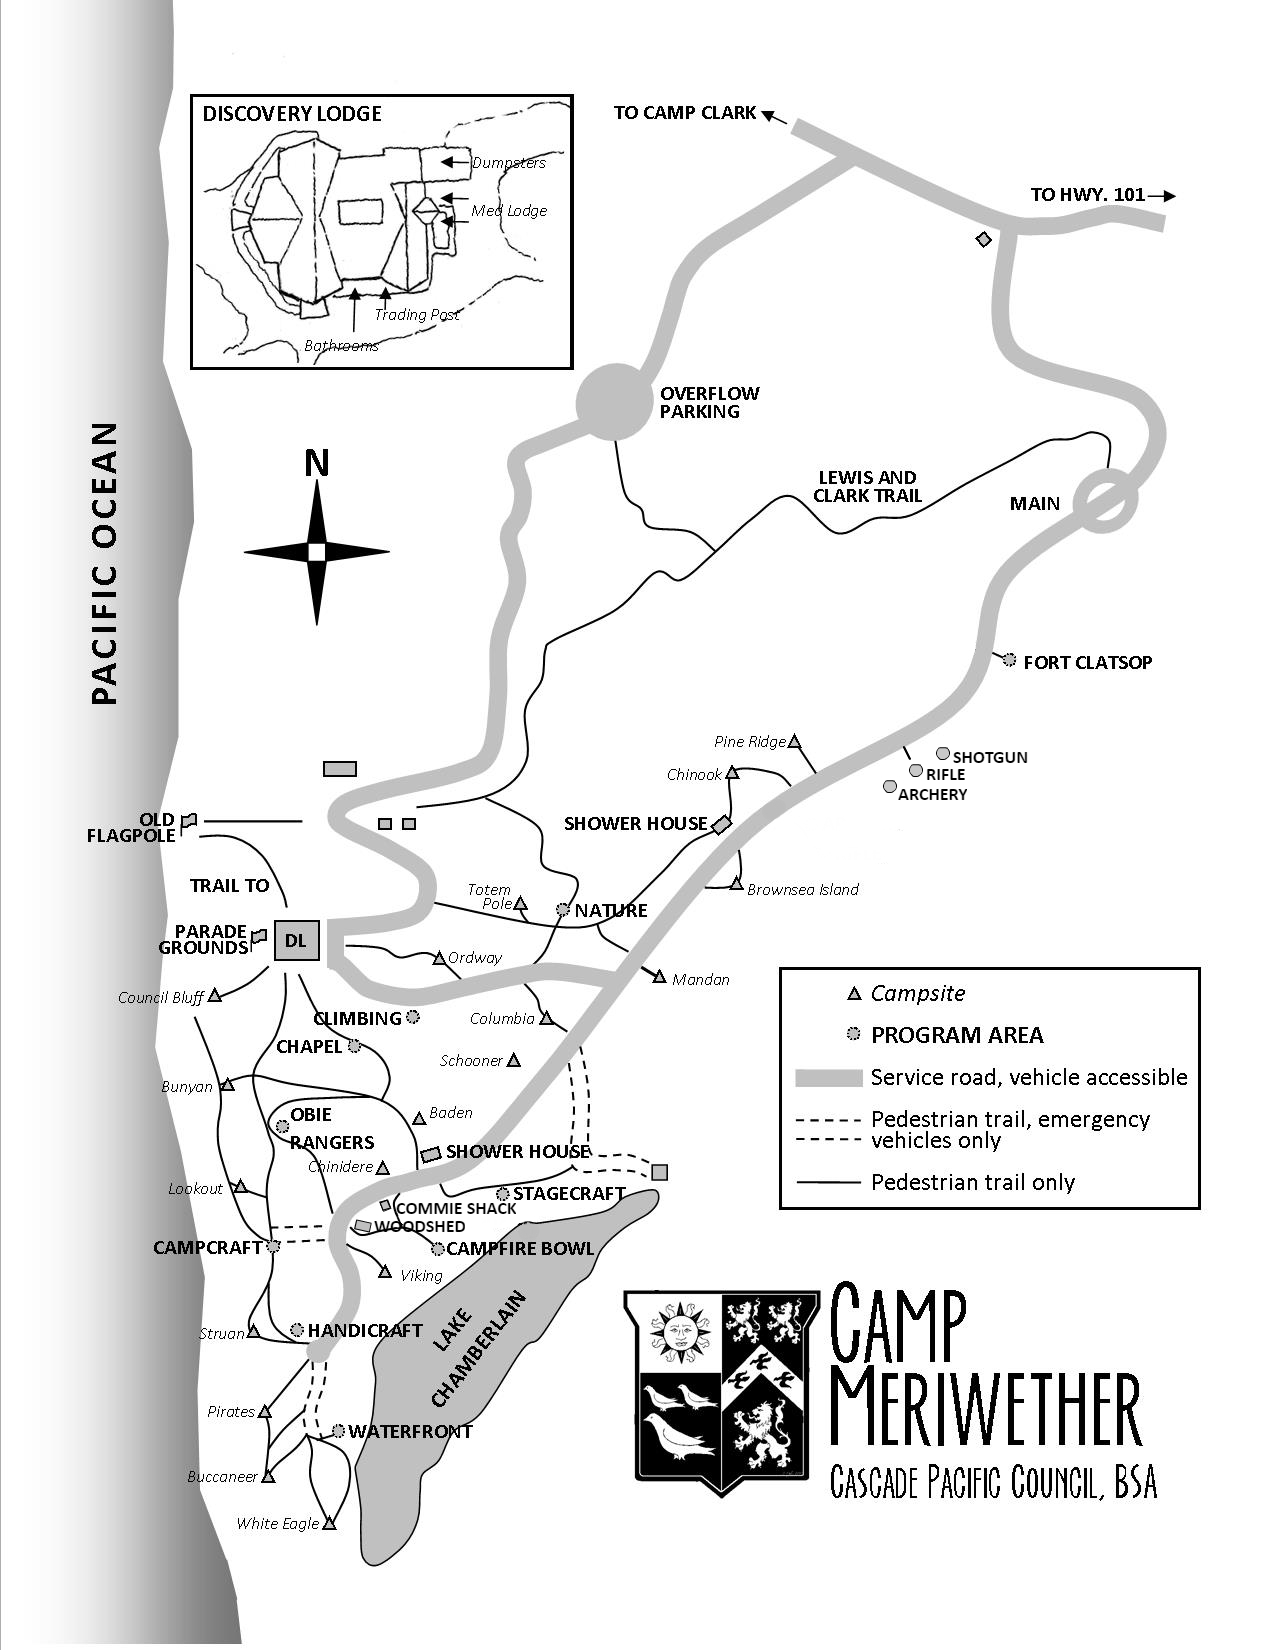 DISCOVERY LODGE
Dumpsters
Med Lodge
Trading Post
Bathrooms
TO CAMP CLARK
TO HWY. 101
OVERFLOW
PARKING
N
LEWIS AND
CLARK TRAIL
MAIN
PACIFIC OCEAN
FORT CLATSOP
Pine Ridge
Chinook
SHOTGUN
RIFLE
ARCHERY
OLD
FLAGPOLE
SHOWER HOUSE
TRAIL TO
Totem
Pole
NATURE
Brownsea Island
PARADE
GROUNDS
DL
Ordway
Mandan
Council Bluff
CLIMBING
Columbia
CHAPEL
Schooner
Bunyan
OBIE
RANGERS
Baden
SHOWER HOUSE
Chinidere
Lookout
STAGECRAFT
COMMIE SHACK
WOODSHED
CAMPCRAFT
CAMPFIRE BOWL
Viking
Struan
HANDICRAFT
LAKE
CHAMBERLAIN
Pirates
WATERFRONT
Buccaneer
White Eagle
Campsite
PROGRAM AREA
Service road, vehicle accessible
Pedestrian trail, emergency
vehicles only
Pedestrian trail only
CAMP
MERIWETHER
CASCADE PACIFIC COUNCIL, BSA